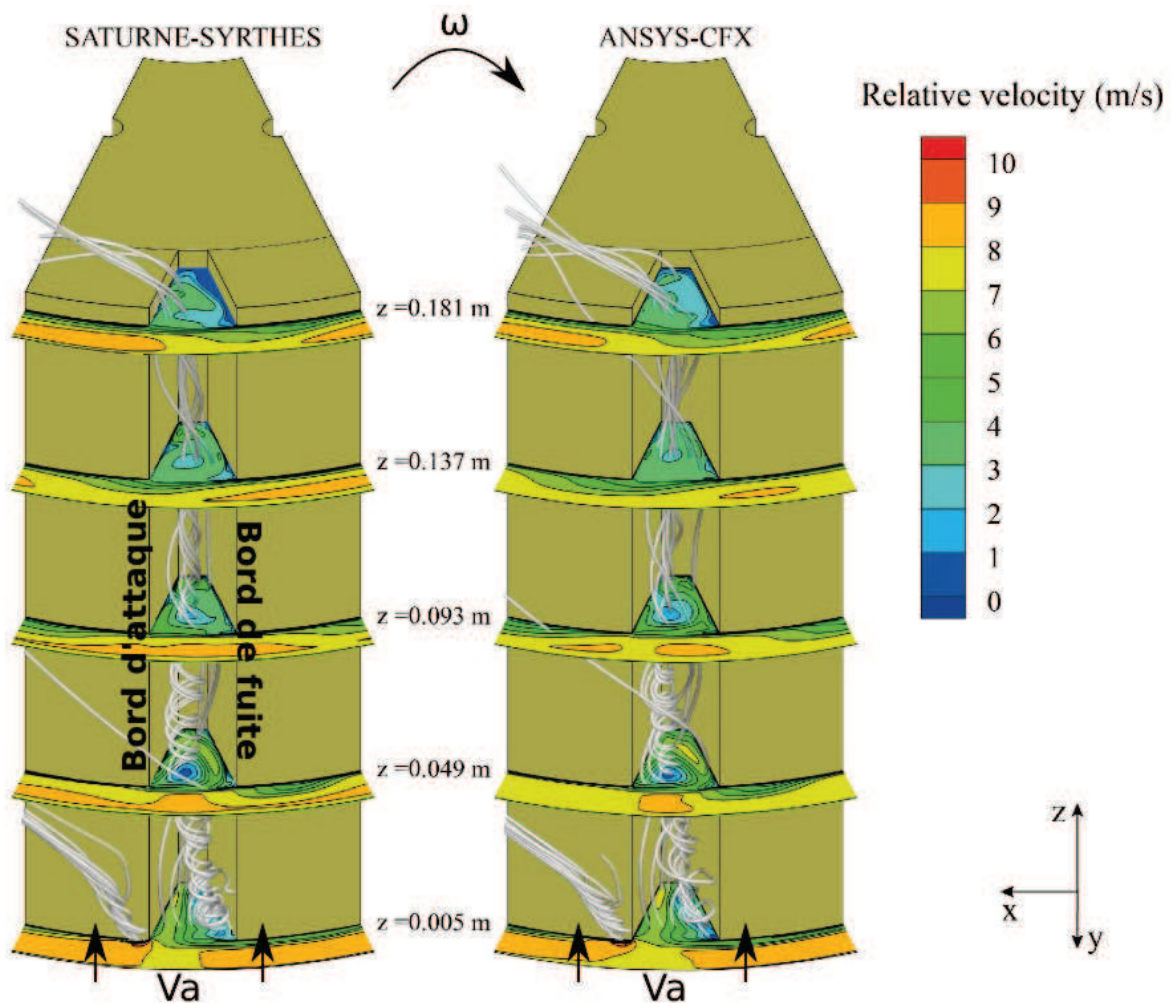 ω
SATURNE-SYRTHES
ANSYS-CFX
Relative velocity (m/s)
10
9
8
7
6
5
4
3
2
1
0
z =0.181 m
z=0.137 m
z=0.093 m
z=0.049 m
z=0.005 m
Bord d'attaque
Bord de fuite
Va
Va
z
x
y